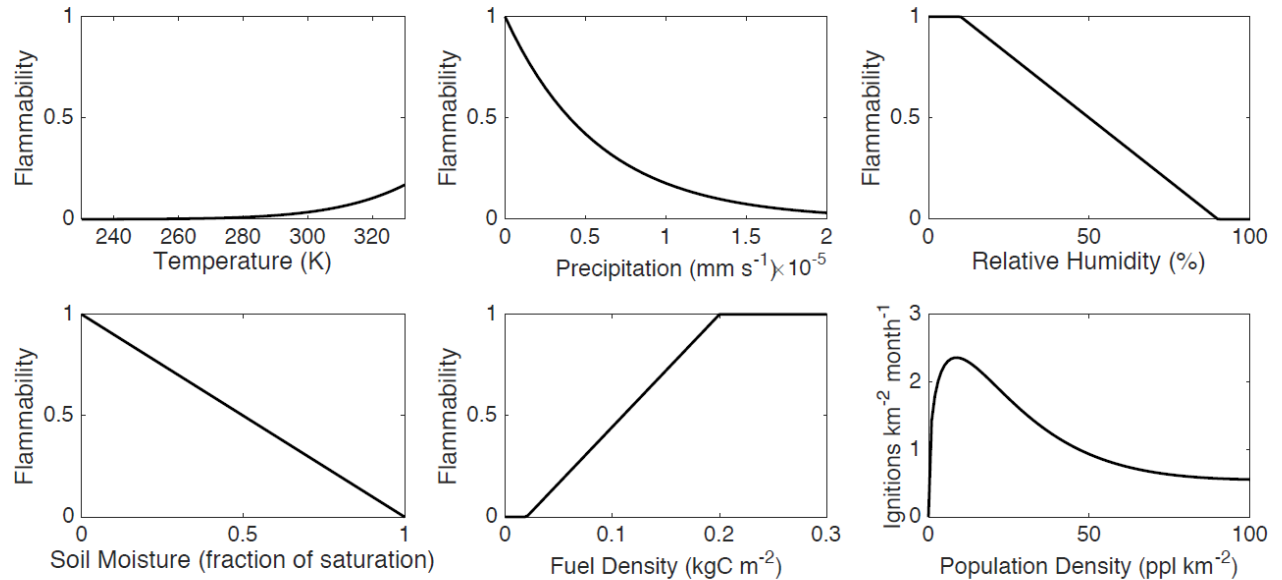 1
0.5
0
Flammability
240 260 280 300 320
Temperature (K)
1
0.5
0
Flammability
0 0.5 1 1.5 2
Precipitation (mm s⁻¹)×10⁻⁵
1
0.5
0
Flammability
0 50 100
Relative Humidity (%)
1
0.5
0
Flammability
0 0.5 1
Soil Moisture (fraction of saturation)
1
0.5
0
Flammability
0 0.1 0.2 0.3
Fuel Density (kgC m⁻²)
3
2
1
0
Ignitions km⁻² month⁻¹
0 50 100
Population Density (ppl km⁻²)